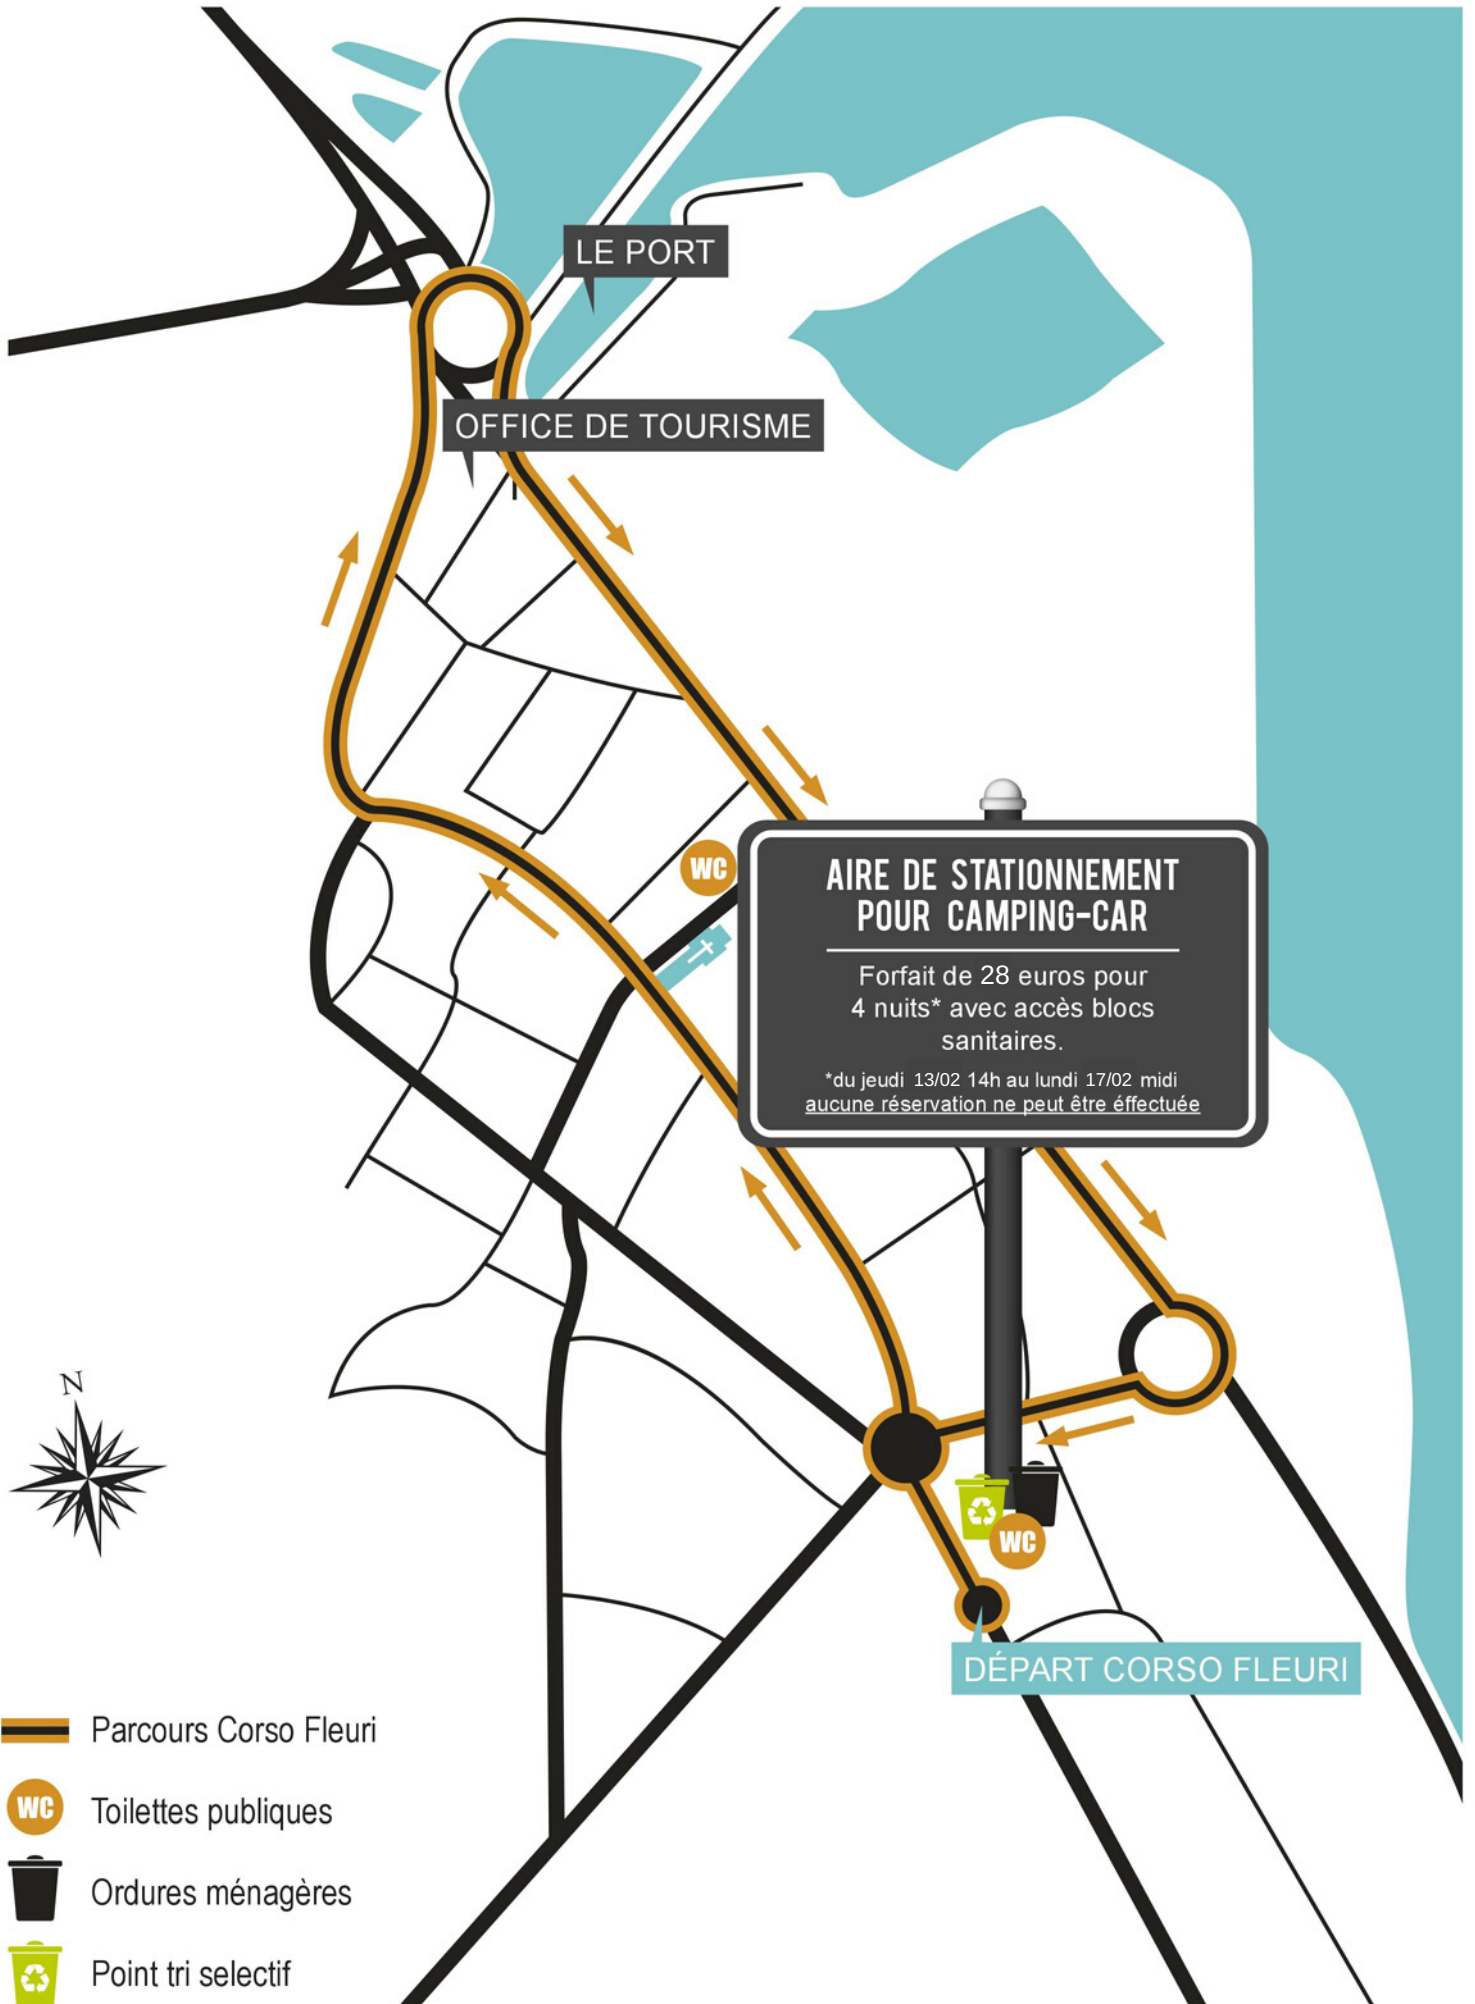 LE PORT
OFFICE DE TOURISME
WC
AIRE DE STATIONNEMENT
POUR CAMPING-CAR
Forfait de 28 euros pour
4 nuits* avec accès blocs
sanitaires.
*du jeudi 13/02 14h au lundi 17/02 midi
aucune réservation ne peut être éffectuée
N
WC
DÉPART CORSO FLEURI
Parcours Corso Fleuri
WC Toilettes publiques
Ordures ménagères
Point tri selectif